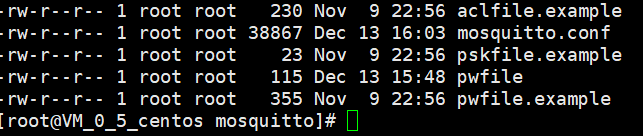 -rw-r--r-- 1 root root 230 Nov 9 22:56 aclfile.example
-rw-r--r-- 1 root root 38867 Dec 13 16:03 mosquitto.conf
-rw-r--r-- 1 root root 23 Nov 9 22:56 pskfile.example
-rw-r--r-- 1 root root 115 Dec 13 15:48 pwfile
-rw-r--r-- 1 root root 355 Nov 9 22:56 pwfile.example
[root@VM_0_5_centos mosquitto]#